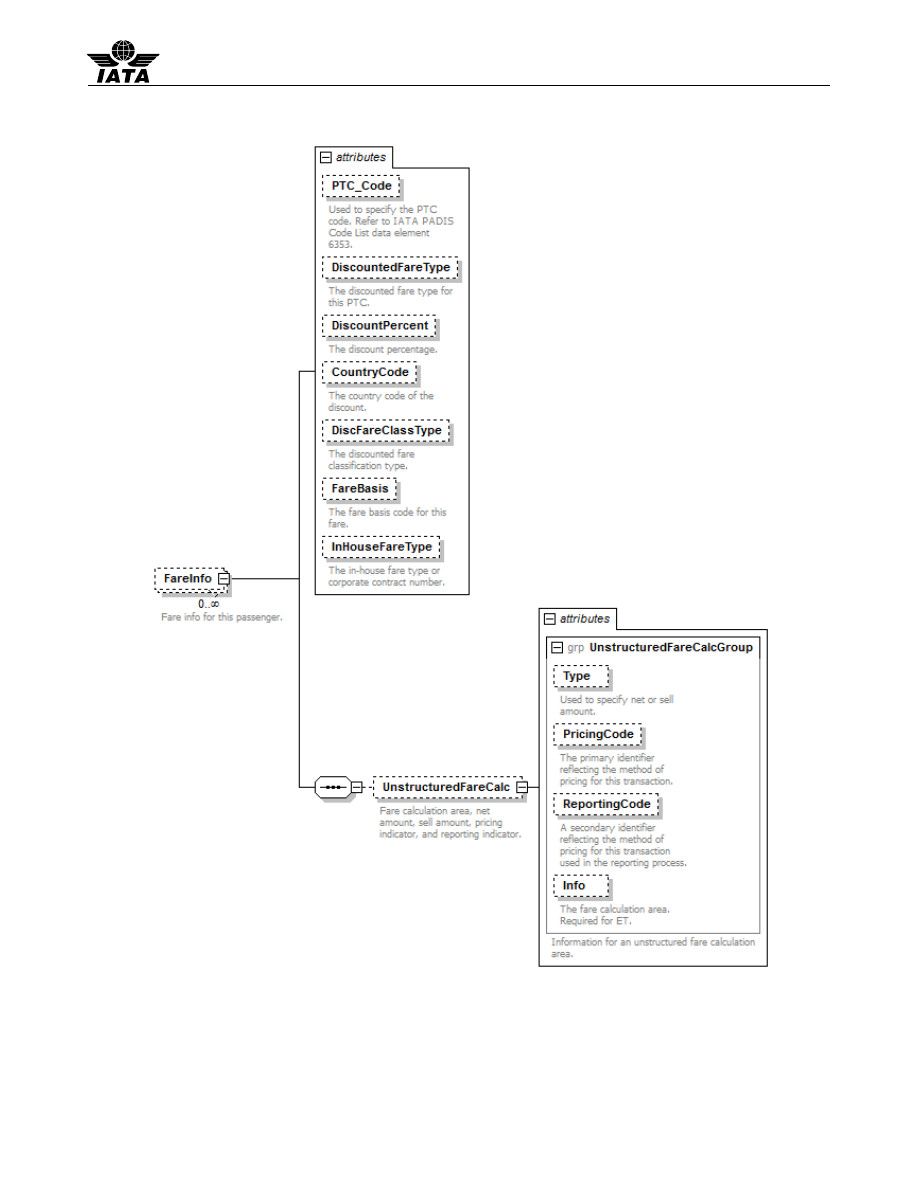 IATA
attributes
PTC_Code
Used to specify the PTC
code. Refer to IATA PADIS
Code List data element
6353.
DiscountedFareType
The discounted fare type for
this PTC.
DiscountPercent
The discount percentage.
CountryCode
The country code of the
discount.
DiscFareClassType
The discounted fare
classification type.
FareBasis
The fare basis code for this
fare.
InHouseFareType
The in-house fare type or
corporate contract number.
FareInfo
0..∞
Fare info for this passenger.
attributes
grp UnstructuredFareCalcGroup
Type
Used to specify net or sell
amount.
PricingCode
The primary identifier
reflecting the method of
pricing for this transaction.
UnstructuredFareCalc
Fare calculation area, net
amount, sell amount, pricing
indicator, and reporting indicator.
ReportingCode
A secondary identifier
reflecting the method of
pricing for this transaction
used in the reporting process.
Info
The fare calculation area.
Required for ET.
Information for an unstructured fare calculation
area.